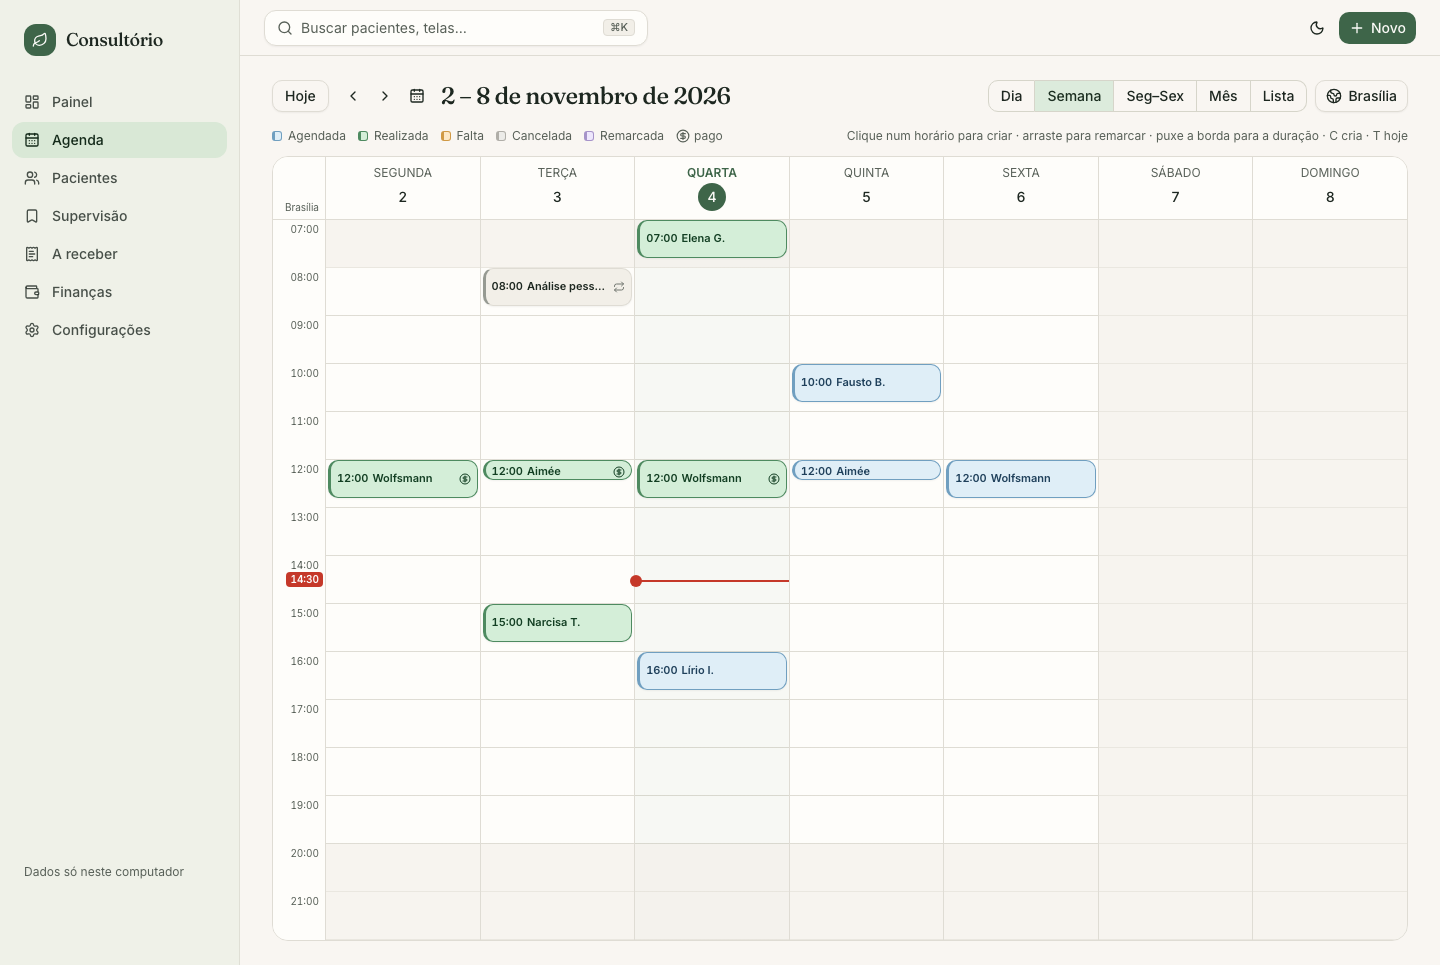 Consultório
Buscar pacientes, telas...
⌘K
Novo
Painel
Agenda
Pacientes
Supervisão
A receber
Finanças
Configurações
Dados só neste computador
Hoje
2 – 8 de novembro de 2026
Dia
Semana
Seg–Sex
Mês
Lista
Brasília
Agendada
Realizada
Falta
Cancelada
Remarcada
pago
Clique num horário para criar · arraste para remarcar · puxe a borda para a duração · C cria · T hoje
Brasília
SEGUNDA
2
TERÇA
3
QUARTA
4
QUINTA
5
SEXTA
6
SÁBADO
7
DOMINGO
8
07:00
07:00 Elena G.
08:00
08:00 Análise pess...
09:00
10:00
10:00 Fausto B.
11:00
12:00
12:00 Wolfsmann
12:00 Aimée
12:00 Wolfsmann
12:00 Aimée
12:00 Wolfsmann
13:00
14:00
14:30
15:00
15:00 Narcisa T.
16:00
16:00 Lírio I.
17:00
18:00
19:00
20:00
21:00